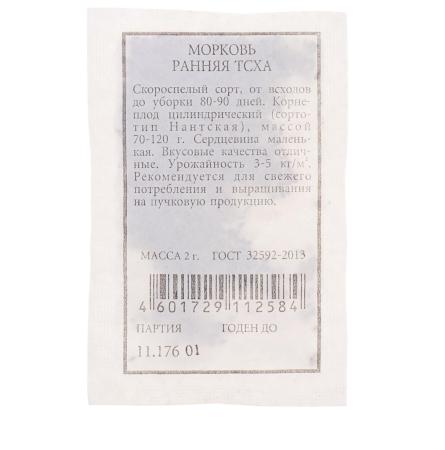 МОРКОВЬ
РАННЯЯ ТСХА
Скороспелый сорт, от всходов
до уборки 80-90 дней. Корне-
плод цилиндрический (сорто-
тип Нантская), массой
70-120 г. Сердцевина малень-
кая. Вкусовые качества отлич-
ные. Урожайность 3-5 кг/м².
Рекомендуется для свежего
потребления и выращивания
на пучковую продукцию.
МАССА 2 г. ГОСТ 32592-2013
4 601729 112584
ПАРТИЯ ГОДЕН ДО
11.176 01